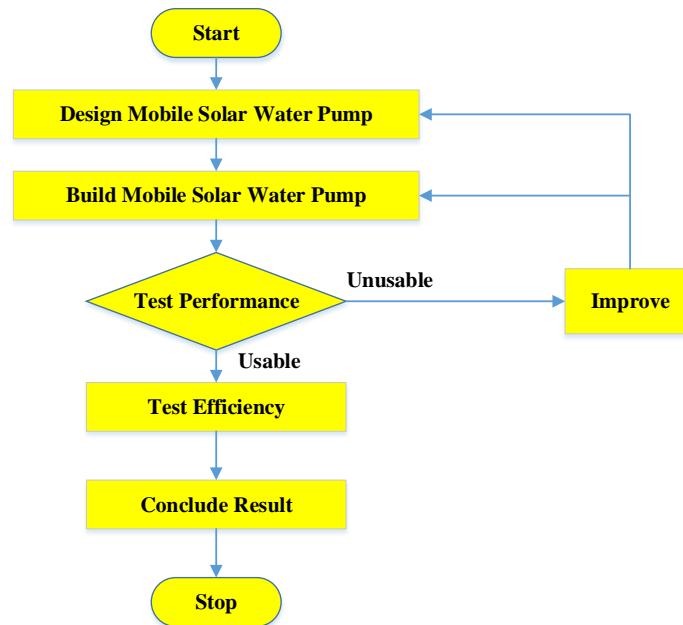 Start
Design Mobile Solar Water Pump
Build Mobile Solar Water Pump
Test Performance
Unusable
Improve
Usable
Test Efficiency
Conclude Result
Stop